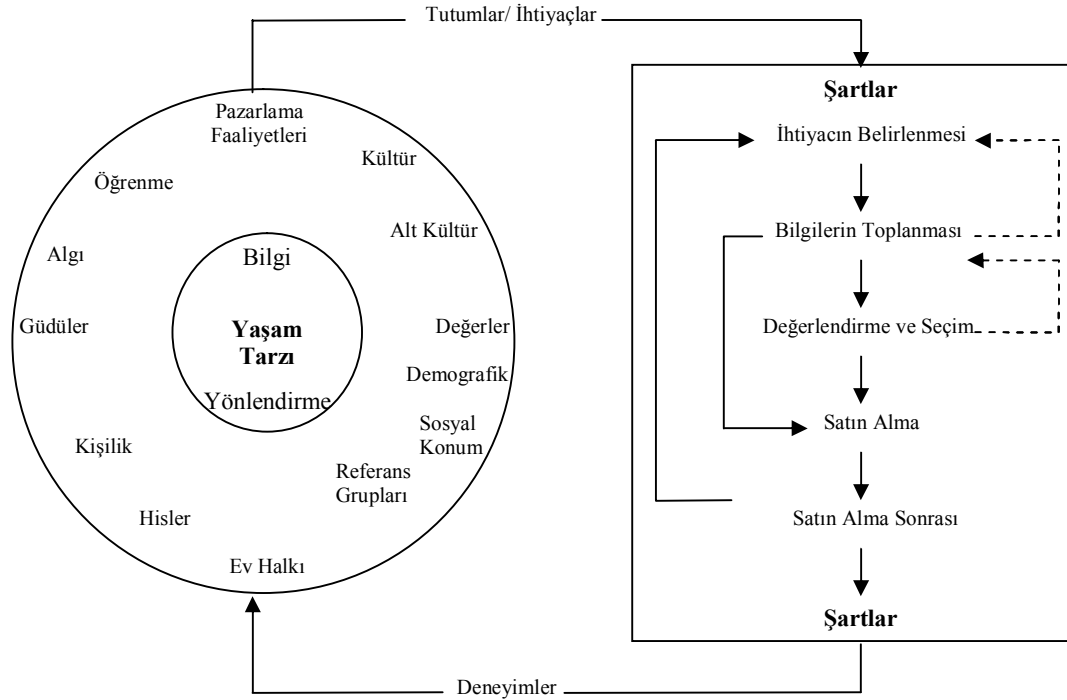 Tutumlar/ İhtiyaçlar
Pazarlama
Faaliyetleri
Kültür
Öğrenme
Alt Kültür
Algı
Bilgi
Güdüler
Yaşam
Tarzı
Değerler
Demografik
Yönlendirme
Sosyal
Konum
Kişilik
Referans
Grupları
Hisler
Ev Halkı
Şartlar
İhtiyacın Belirlenmesi
Bilgilerin Toplanması
Değerlendirme ve Seçim
Satın Alma
Satın Alma Sonrası
Şartlar
Deneyimler